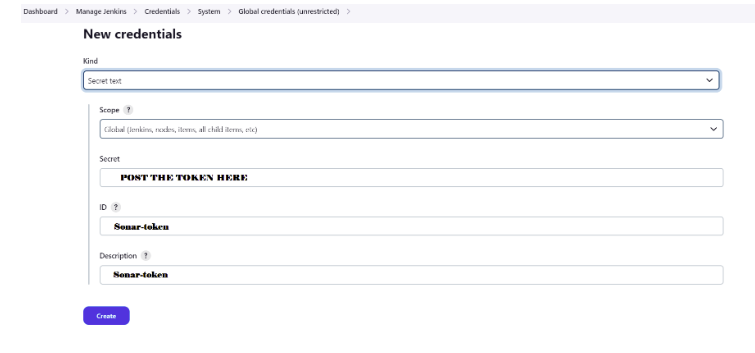 Dashboard > Manage Jenkins > Credentials > System > Global credentials (unrestricted) >
New credentials
Kind
Secret text
Scope ?
Global (Jenkins, nodes, items, all child items, etc)
Secret
POST THE TOKEN HERE
ID ?
Sonar-token
Description ?
Sonar-token
Create